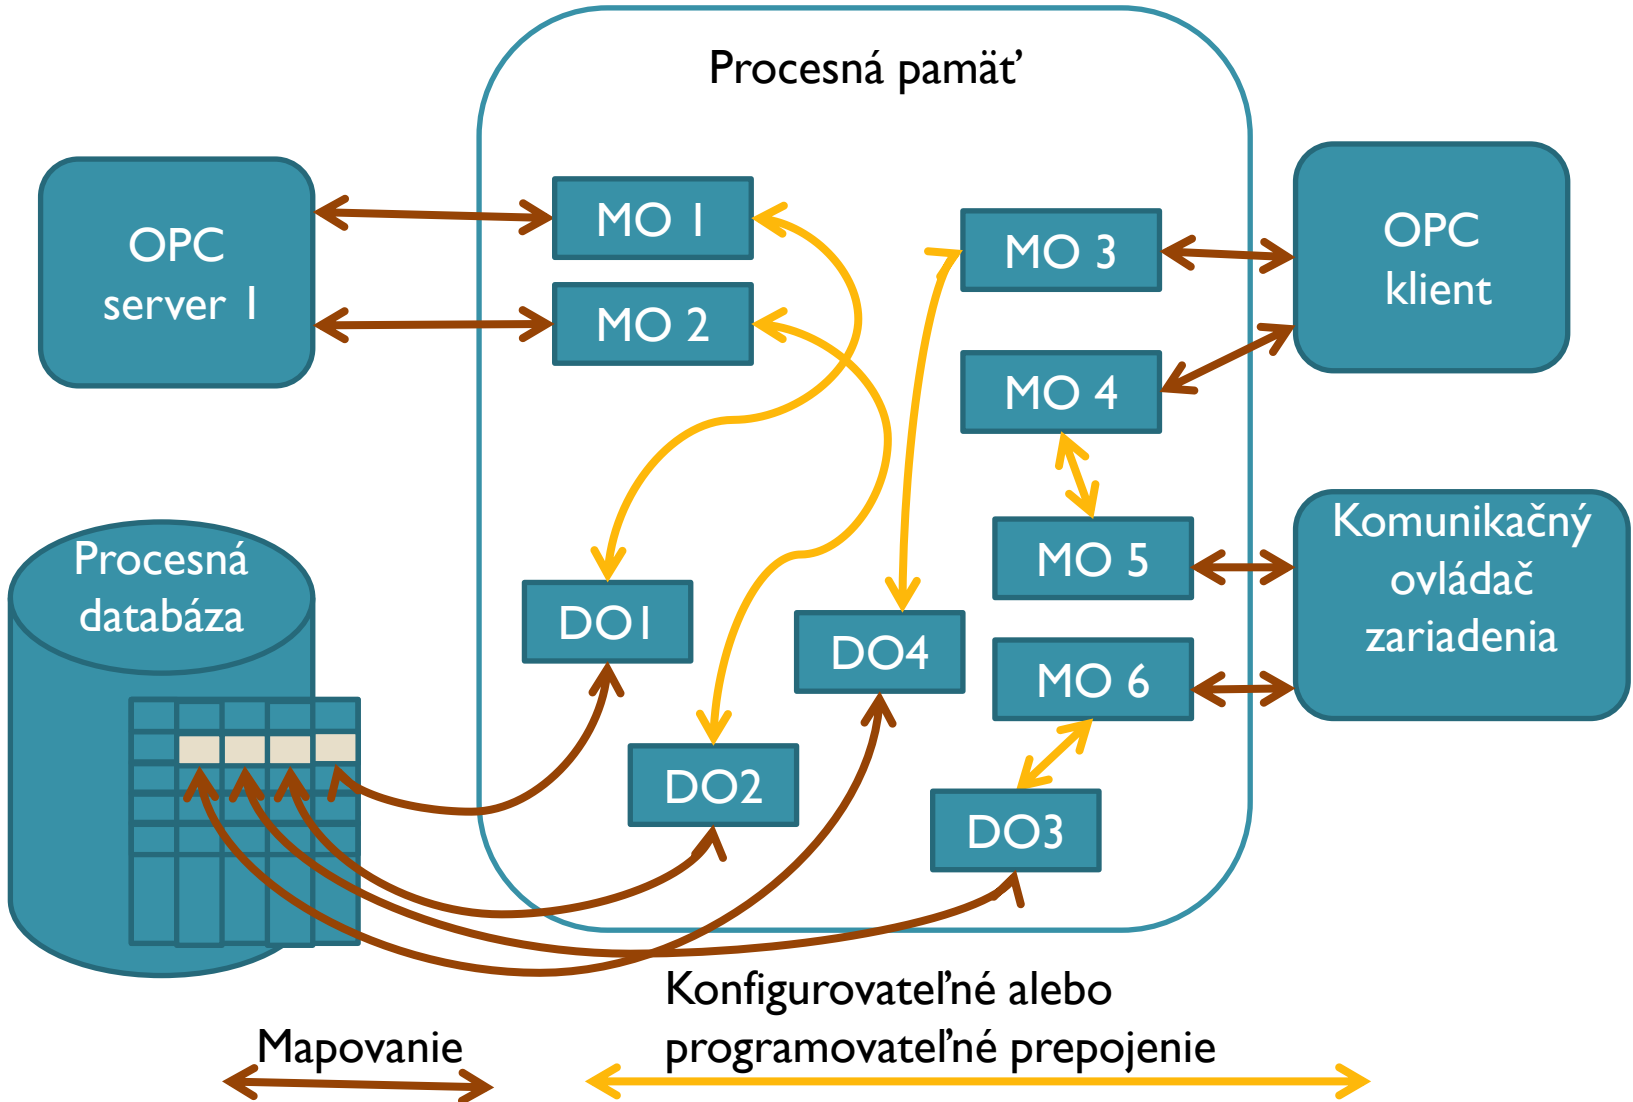 Procesná pamäť
OPC
server 1
MO 1
MO 2
MO 3
MO 4
OPC
klient
Procesná
databáza
DO1
DO2
DO4
MO 5
MO 6
DO3
Komunikačný
ovládač
zariadenia
Mapovanie
Konfigurovateľné alebo
programovateľné prepojenie